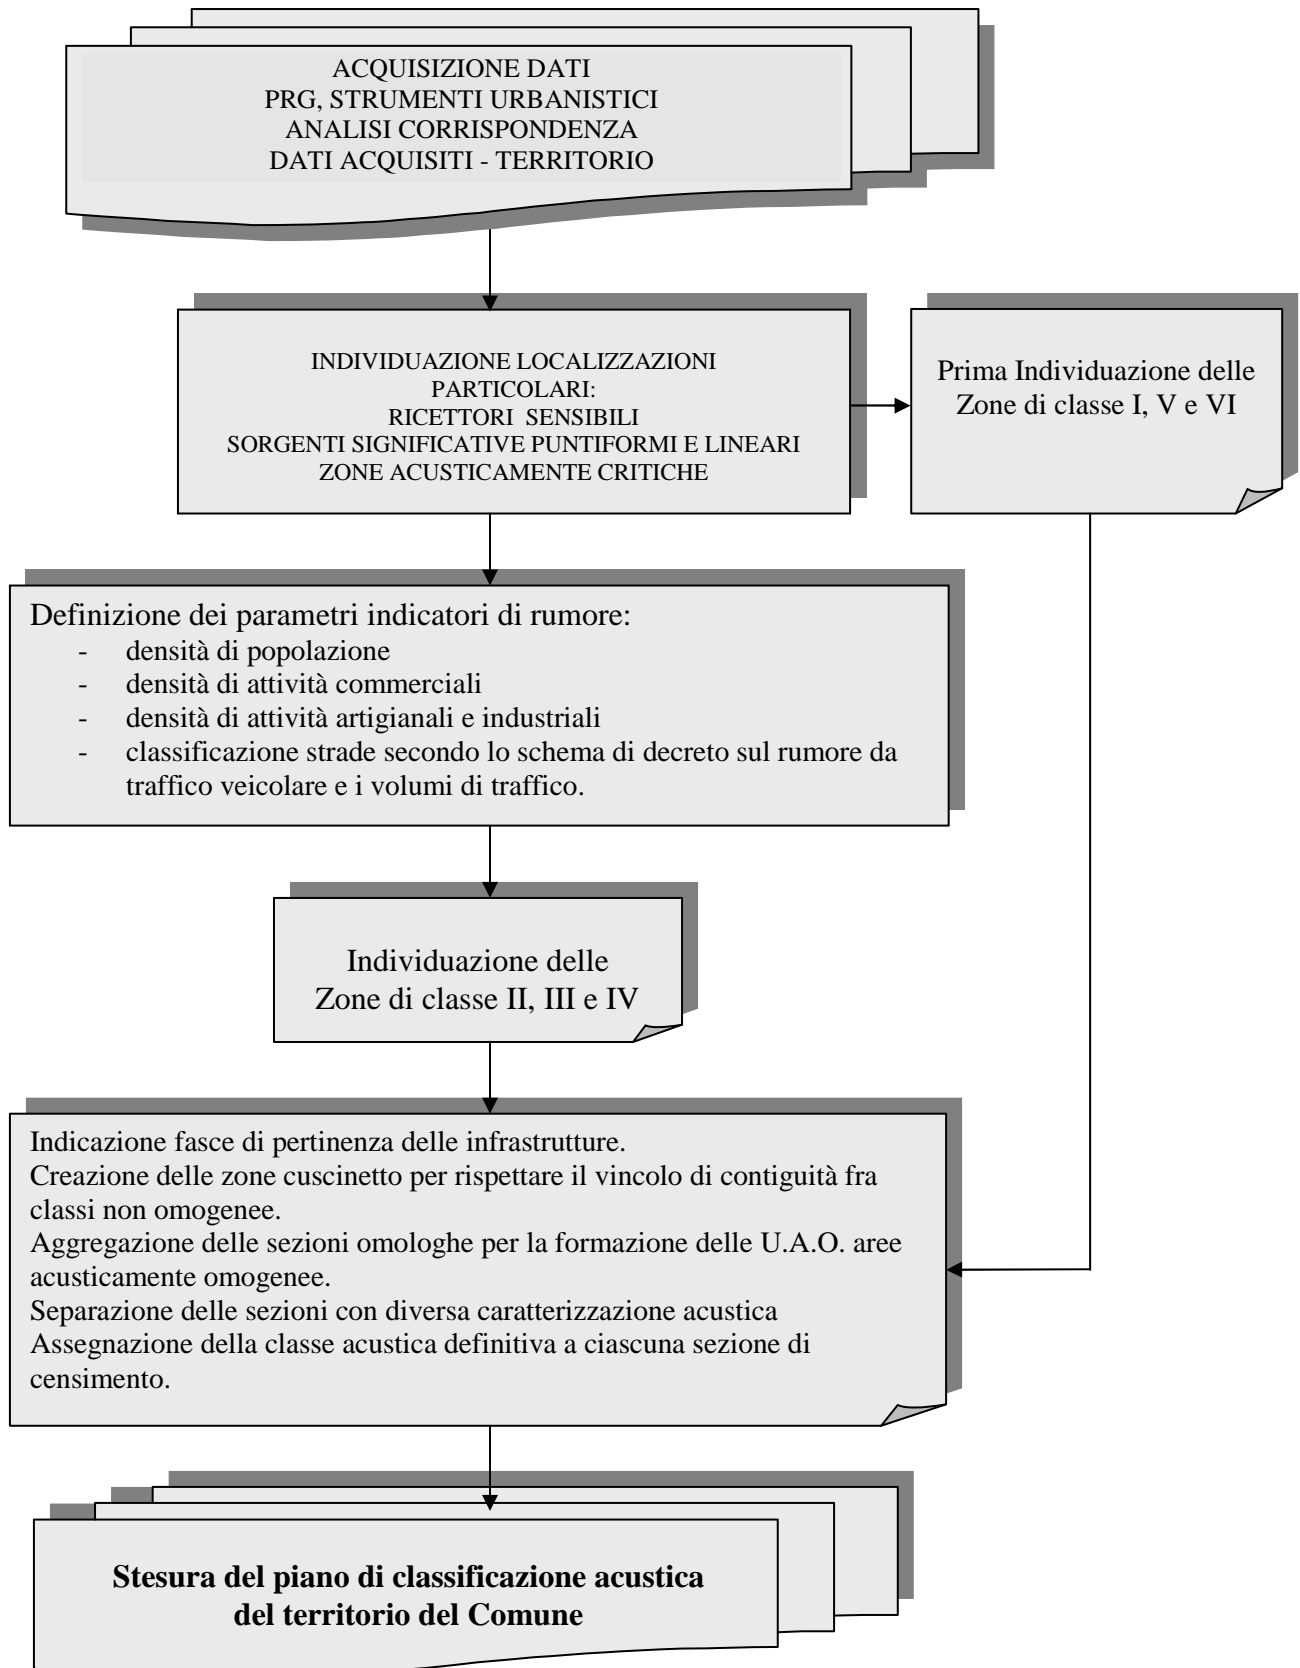 ACQUISIZIONE DATI
PRG, STRUMENTI URBANISTICI
ANALISI CORRISPONDENZA
DATI ACQUISITI - TERRITORIO
INDIVIDUAZIONE LOCALIZZAZIONI
PARTICOLARI:
RICETTORI SENSIBILI
SORGENTI SIGNIFICATIVE PUNTIFORMI E LINEARI
ZONE ACUSTICAMENTE CRITICHE
Prima Individuazione delle
Zone di classe I, V e VI
Definizione dei parametri indicatori di rumore:
- densità di popolazione
- densità di attività commerciali
- densità di attività artigianali e industriali
- classificazione strade secondo lo schema di decreto sul rumore da
traffico veicolare e i volumi di traffico.
Individuazione delle
Zone di classe II, III e IV
Indicazione fasce di pertinenza delle infrastrutture.
Creazione delle zone cuscinetto per rispettare il vincolo di contiguità fra
classi non omogenee.
Aggregazione delle sezioni omologhe per la formazione delle U.A.O. aree
acusticamente omogenee.
Separazione delle sezioni con diversa caratterizzazione acustica
Assegnazione della classe acustica definitiva a ciascuna sezione di
censimento.
Stesura del piano di classificazione acustica
del territorio del Comune